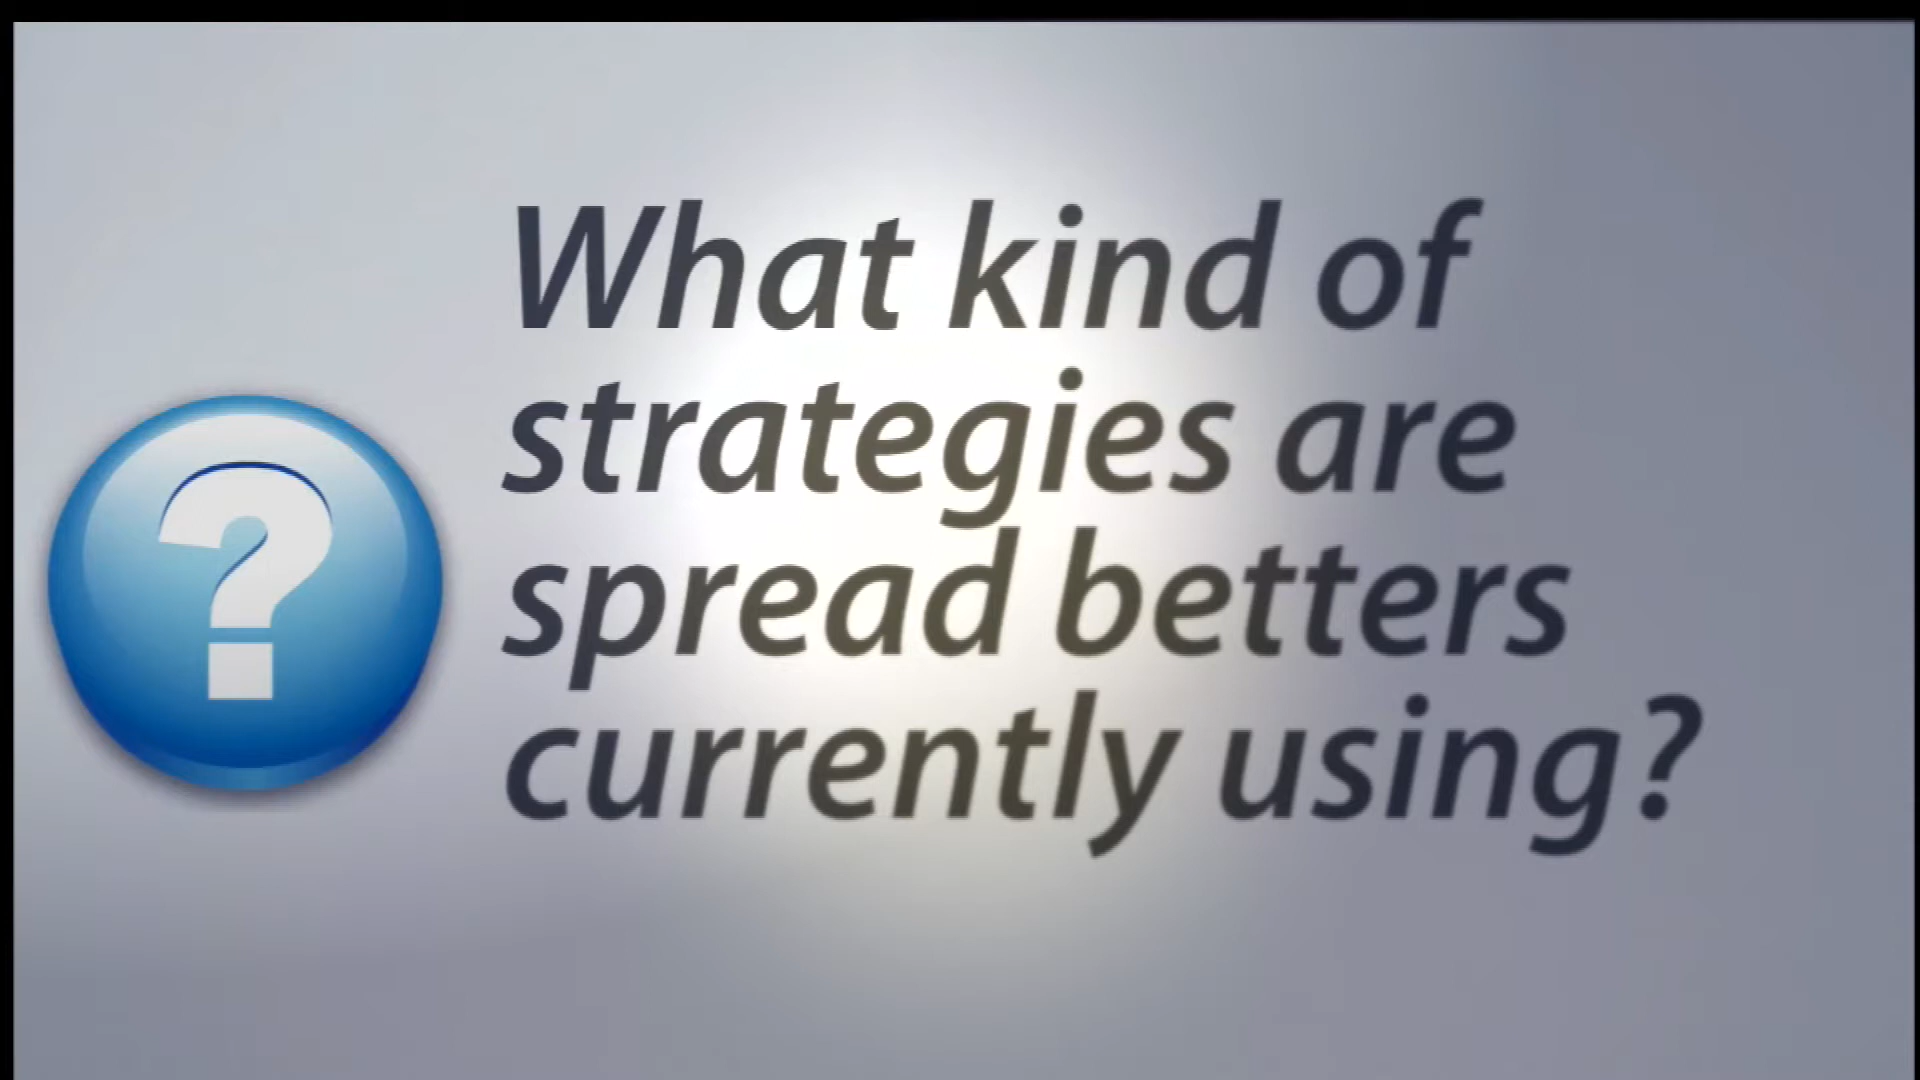 What kind of
strategies are
spread betters
currently using?